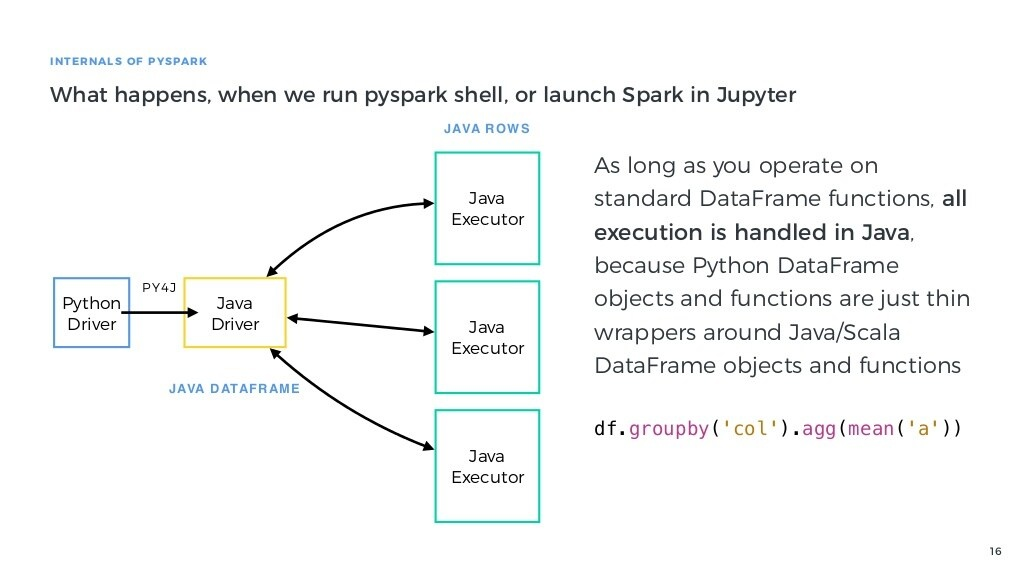 INTERNALS OF PYSPARK
What happens, when we run pyspark shell, or launch Spark in Jupyter
JAVA ROWS
Java
Executor
Python
Driver
PY4J
Java
Driver
JAVA DATAFRAME
Java
Executor
Java
Executor
As long as you operate on
standard DataFrame functions, all
execution is handled in Java,
because Python DataFrame
objects and functions are just thin
wrappers around Java/Scala
DataFrame objects and functions
df.groupby('col').agg(mean('a'))
16